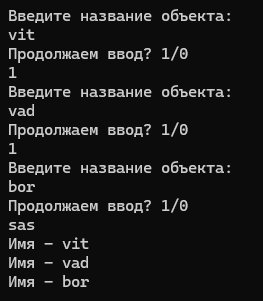 Введите название объекта:
vit
Продолжаем ввод? 1/0
1
Введите название объекта:
vad
Продолжаем ввод? 1/0
1
Введите название объекта:
bor
Продолжаем ввод? 1/0
sas
Имя – vit
Имя – vad
Имя – bor